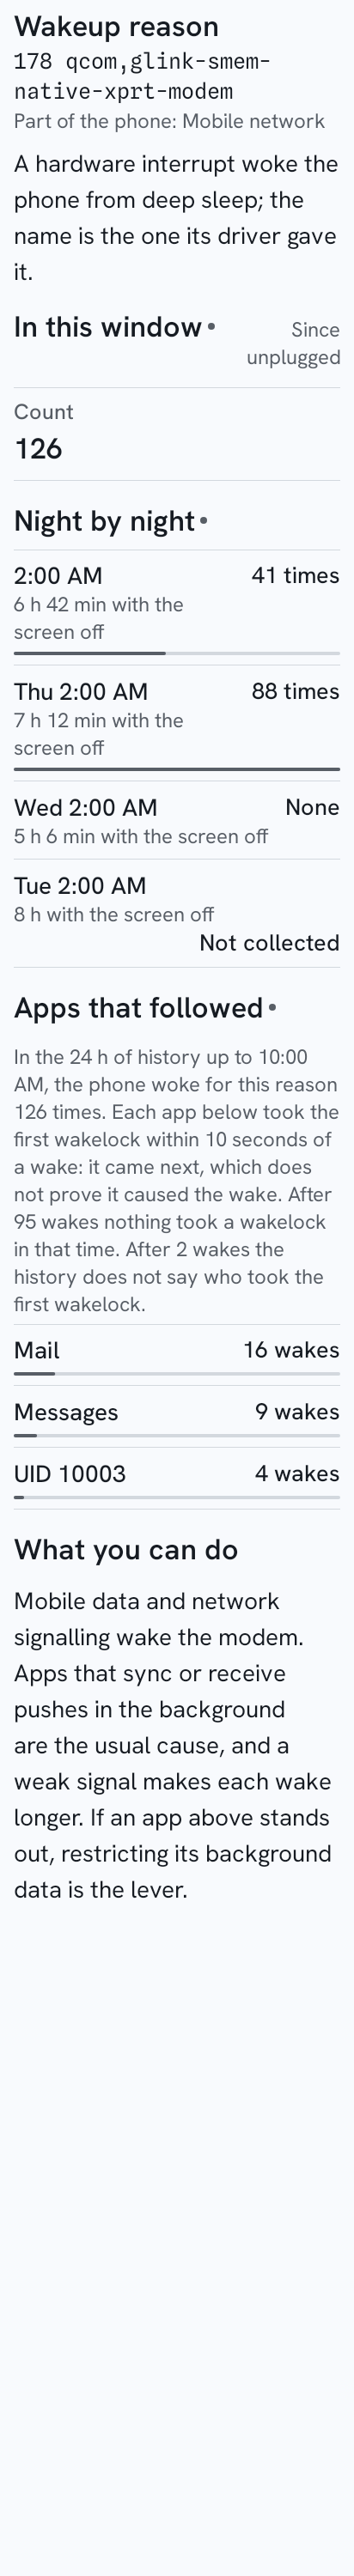 Wakeup reason
178 qcom,glink-smem-
native-xprt-modem
Part of the phone: Mobile network
A hardware interrupt woke the
phone from deep sleep; the
name is the one its driver gave
it.
In this window •
Since
unplugged
Count
126
Night by night •
2:00 AM
41 times
6 h 42 min with the
screen off
Thu 2:00 AM
88 times
7 h 12 min with the
screen off
Wed 2:00 AM
None
5 h 6 min with the screen off
Tue 2:00 AM
8 h with the screen off
Not collected
Apps that followed •
In the 24 h of history up to 10:00
AM, the phone woke for this reason
126 times. Each app below took the
first wakelock within 10 seconds of
a wake: it came next, which does
not prove it caused the wake. After
95 wakes nothing took a wakelock
in that time. After 2 wakes the
history does not say who took the
first wakelock.
Mail
16 wakes
Messages
9 wakes
UID 10003
4 wakes
What you can do
Mobile data and network
signalling wake the modem.
Apps that sync or receive
pushes in the background
are the usual cause, and a
weak signal makes each wake
longer. If an app above stands
out, restricting its background
data is the lever.